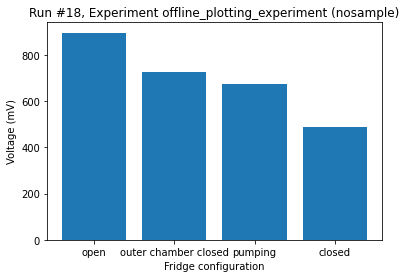 Run #18, Experiment offline_plotting_experiment (nosample)
800
600
400
200
0
Voltage (mV)
open outer chamber closed pumping closed
Fridge configuration